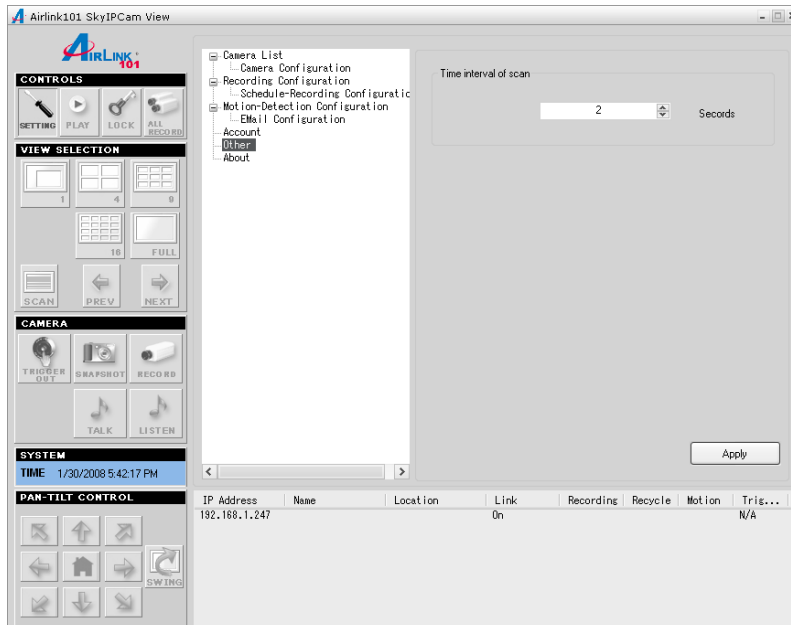 Airlink101 SkyIPCam View
AIRLINK
101
CONTROLS
SETTING PLAY LOCK ALL RECORD
VIEW SELECTION
1 4 9
16 FULL
SCAN PREV NEXT
CAMERA
TRIGGER OUT SNAPSHOT RECORD
TALK LISTEN
SYSTEM
TIME 1/30/2008 5:42:17 PM
PAN-TILT CONTROL
SWING
Camera List
Camera Configuration
Recording Configuration
Schedule-Recording Configuratic
Motion-Detection Configuration
EMail Configuration
Account
Other
About
Time interval of scan
2 Secords
Apply
IP Address Name Location Link Recording Recycle Motion Trig...
192.168.1.247 On N/A